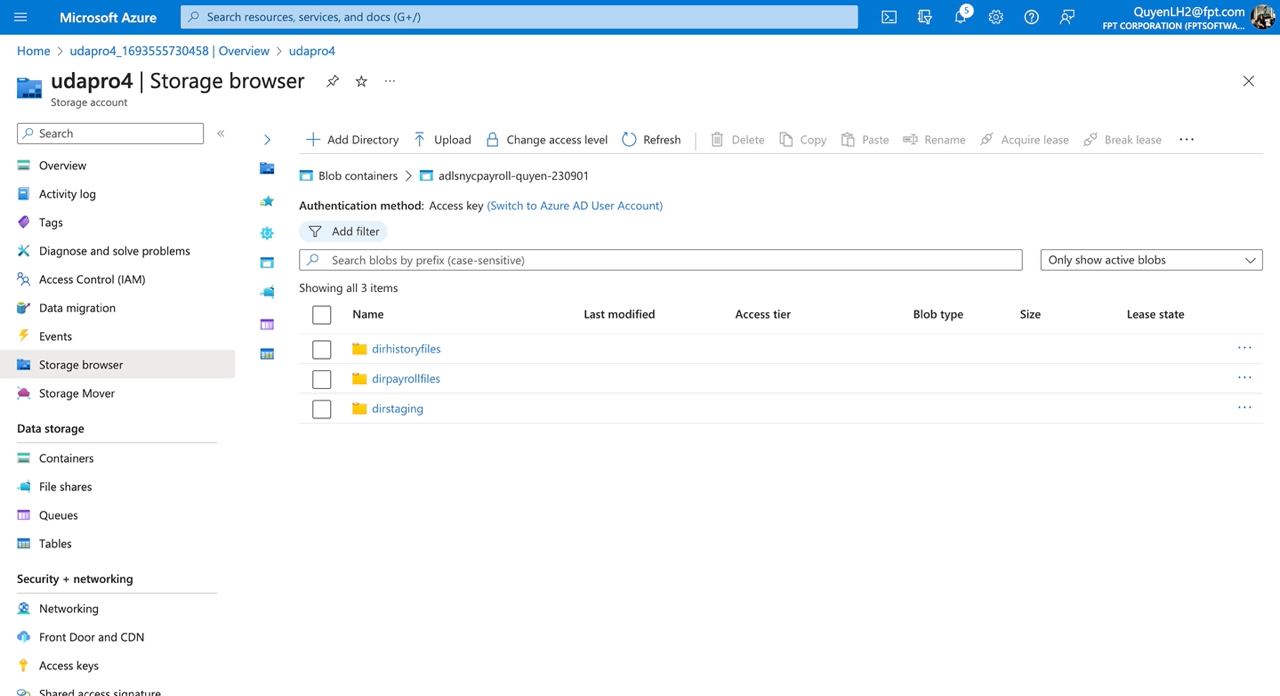 Microsoft Azure
Search resources, services, and docs (G+/)
5
QuyenLH2@fpt.com
FPT CORPORATION (FPTSOFTWA...
Home > udapro4_1693555730458 | Overview > udapro4
udapro4 | Storage browser
...
Storage account
Search
«
Overview
Activity log
Tags
Diagnose and solve problems
Access Control (IAM)
Data migration
Events
Storage browser
Storage Mover
Data storage
Containers
File shares
Queues
Tables
Security + networking
Networking
Front Door and CDN
Access keys
Shared access signature
Add Directory Upload Change access level Refresh Delete Copy Paste Rename Acquire lease Break lease ...
Blob containers > adlsnycpayroll-quyen-230901
Authentication method: Access key (Switch to Azure AD User Account)
Add filter
Search blobs by prefix (case-sensitive)
Only show active blobs
Showing all 3 items
Name Last modified Access tier Blob type Size Lease state
dirhistoryfiles ...
dirpayrollfiles ...
dirstaging ...